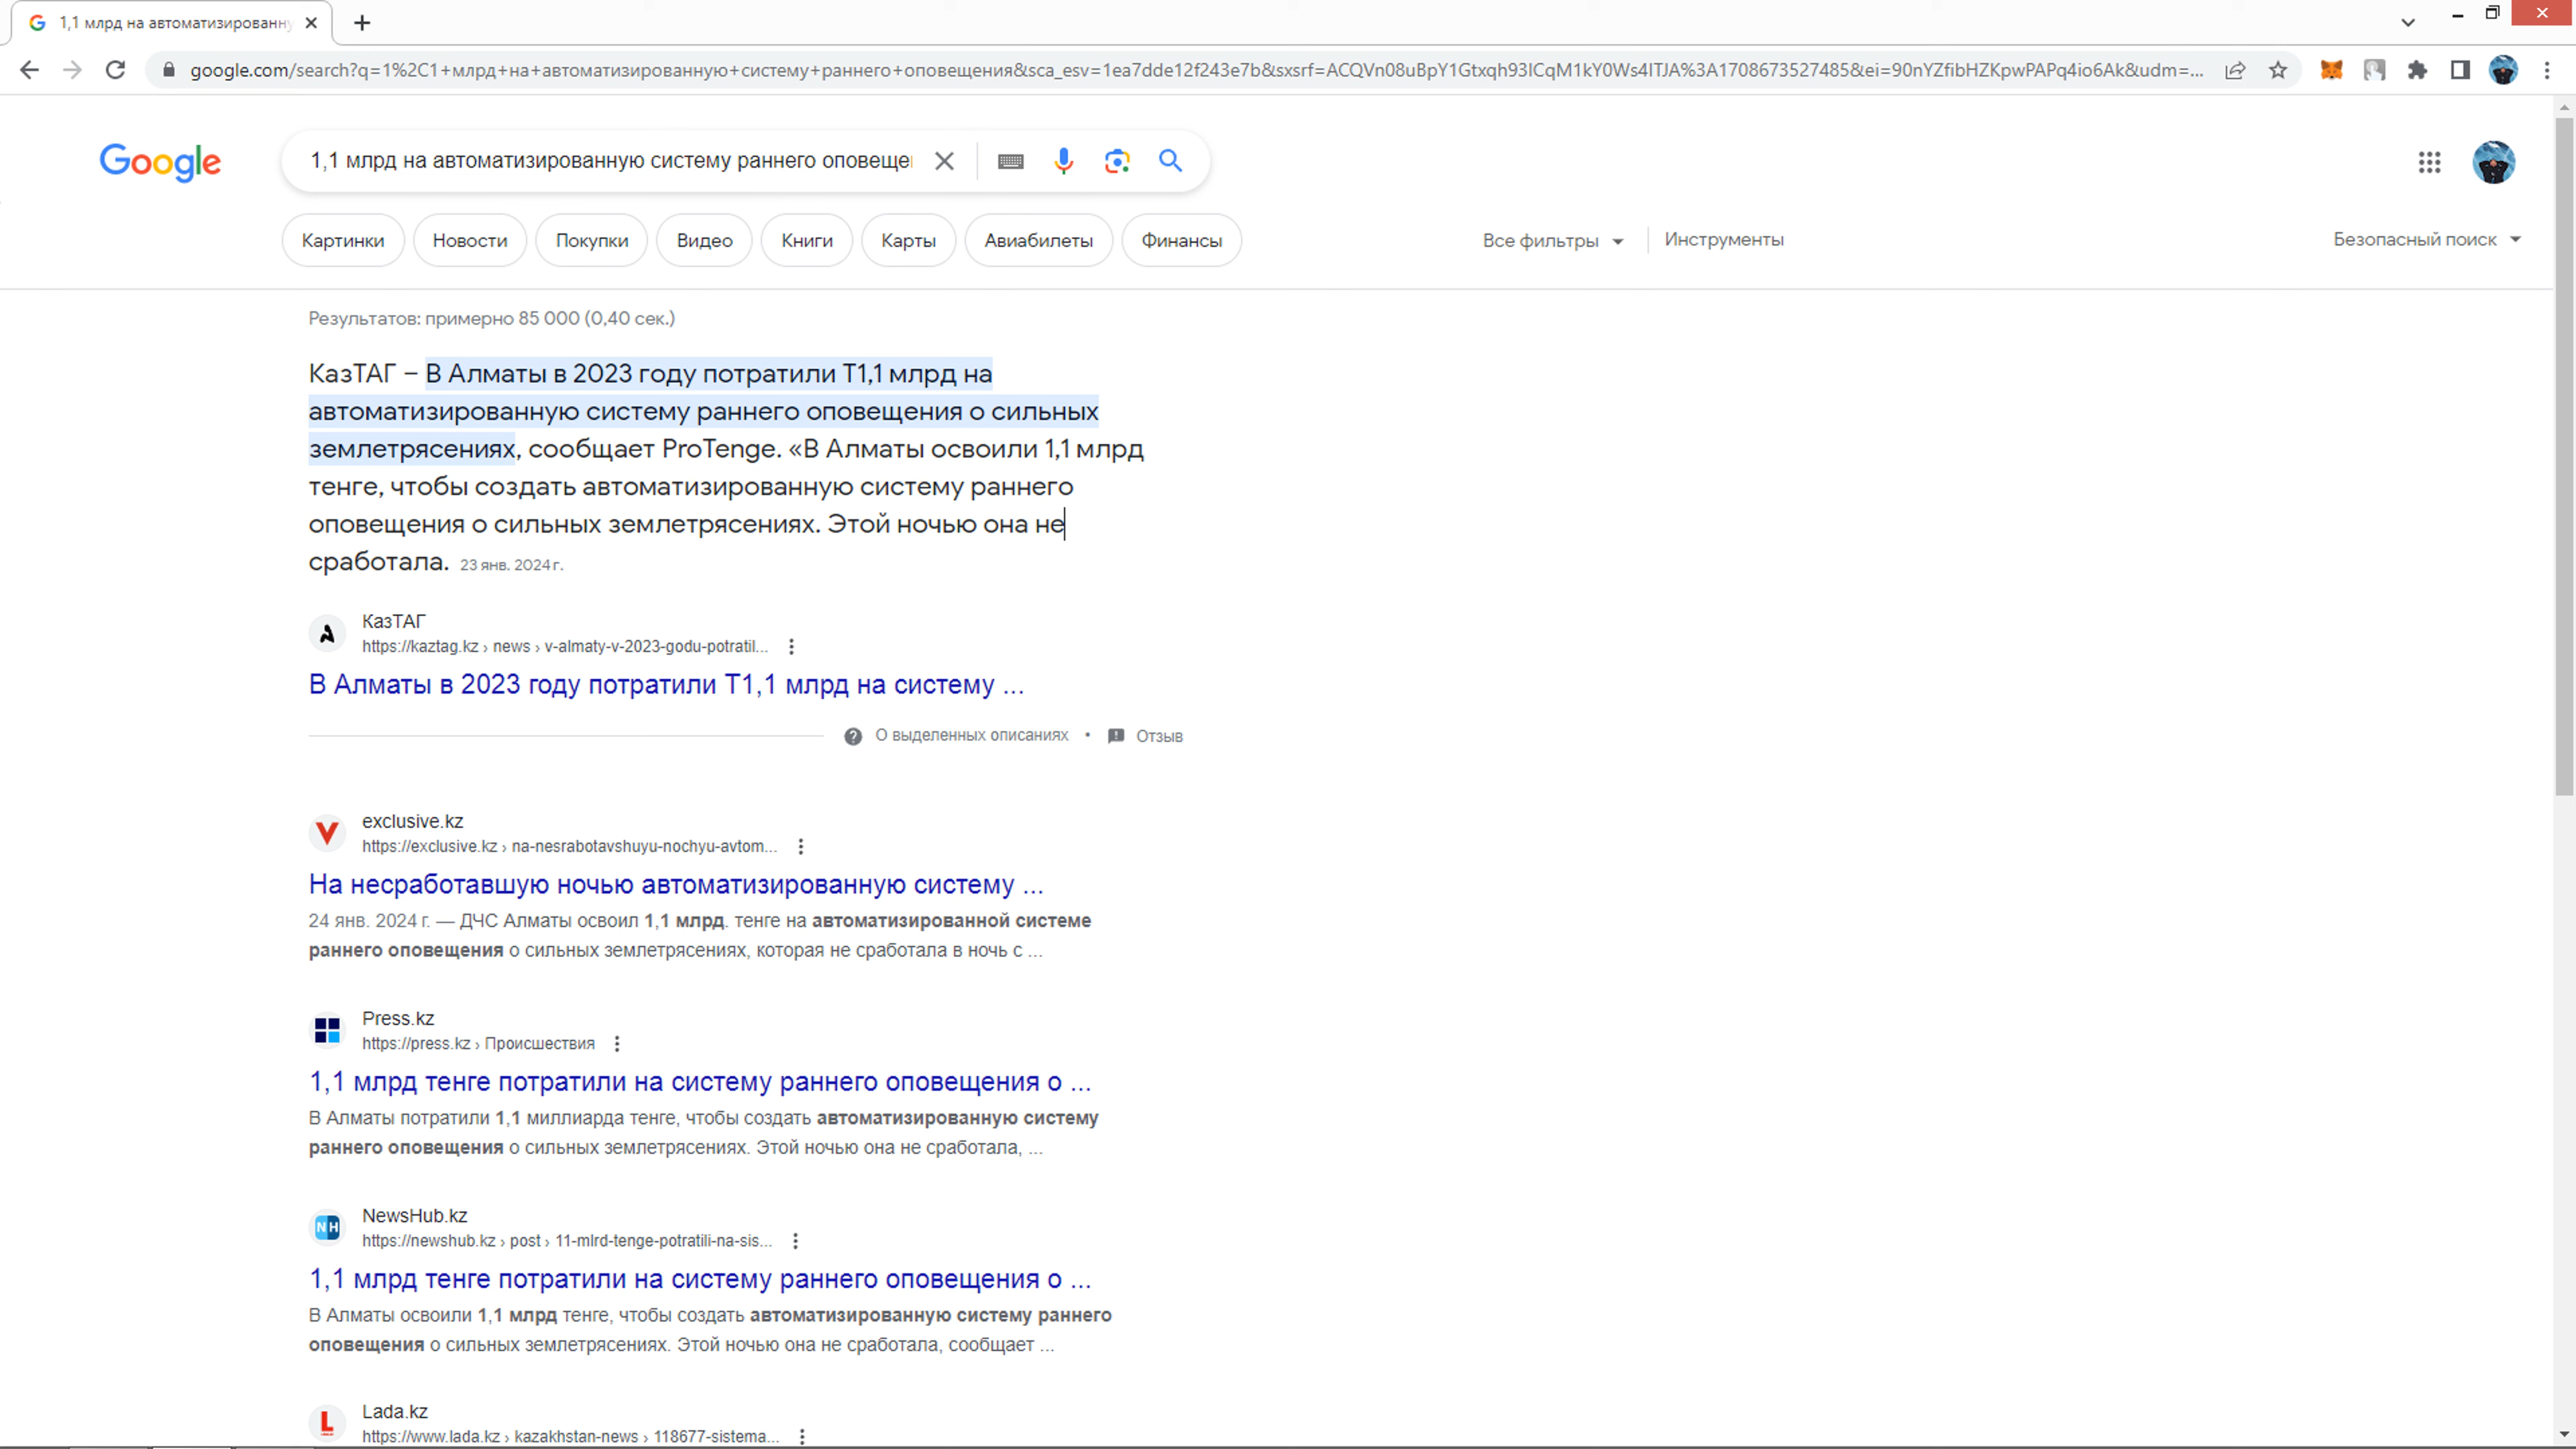 1,1 млрд на автоматизированну
google.com/search?q=1%2C1+млрд+на+автоматизированную+систему+раннего+оповещения&sca_esv=1ea7dde12f243e7b&sxsrf=ACQVn08uBpY1Gtxqh93ICqM1kY0Ws4ITJA%3A1708673527485&ei=90nYZfibHZKpwPAPq4io6Ak&udm=...
Google
1,1 млрд на автоматизированную систему раннего оповеще
Картинки Новости Покупки Видео Книги Карты Авиабилеты Финансы Все фильтры Инструменты Безопасный поиск
Результатов: примерно 85 000 (0,40 сек.)
КазТАГ – В Алматы в 2023 году потратили Т1,1 млрд на
автоматизированную систему раннего оповещения о сильных
землетрясениях, сообщает ProTenge. «В Алматы освоили 1,1 млрд
тенге, чтобы создать автоматизированную систему раннего
оповещения о сильных землетрясениях. Этой ночью она не
сработала. 23 янв. 2024 г.
КазТАГ
https://kaztag.kz › news › v-almaty-v-2023-godu-potratil...
В Алматы в 2023 году потратили Т1,1 млрд на систему ...
О выделенных описаниях • Отзыв
exclusive.kz
https://exclusive.kz › na-nesrabotavshuyu-nochyu-avtom...
На несработавшую ночью автоматизированную систему ...
24 янв. 2024 г. — ДЧС Алматы освоил 1,1 млрд. тенге на автоматизированной системе
раннего оповещения о сильных землетрясениях, которая не сработала в ночь с ...
Press.kz
https://press.kz › Происшествия
1,1 млрд тенге потратили на систему раннего оповещения о ...
В Алматы потратили 1,1 миллиарда тенге, чтобы создать автоматизированную систему
раннего оповещения о сильных землетрясениях. Этой ночью она не сработала, ...
NH
NewsHub.kz
https://newshub.kz › post › 11-mlrd-tenge-potratili-na-sis...
1,1 млрд тенге потратили на систему раннего оповещения о ...
В Алматы освоили 1,1 млрд тенге, чтобы создать автоматизированную систему раннего
оповещения о сильных землетрясениях. Этой ночью она не сработала, сообщает ...
L
Lada.kz
https://www.lada.kz › kazakhstan-news › 118677-sistema...